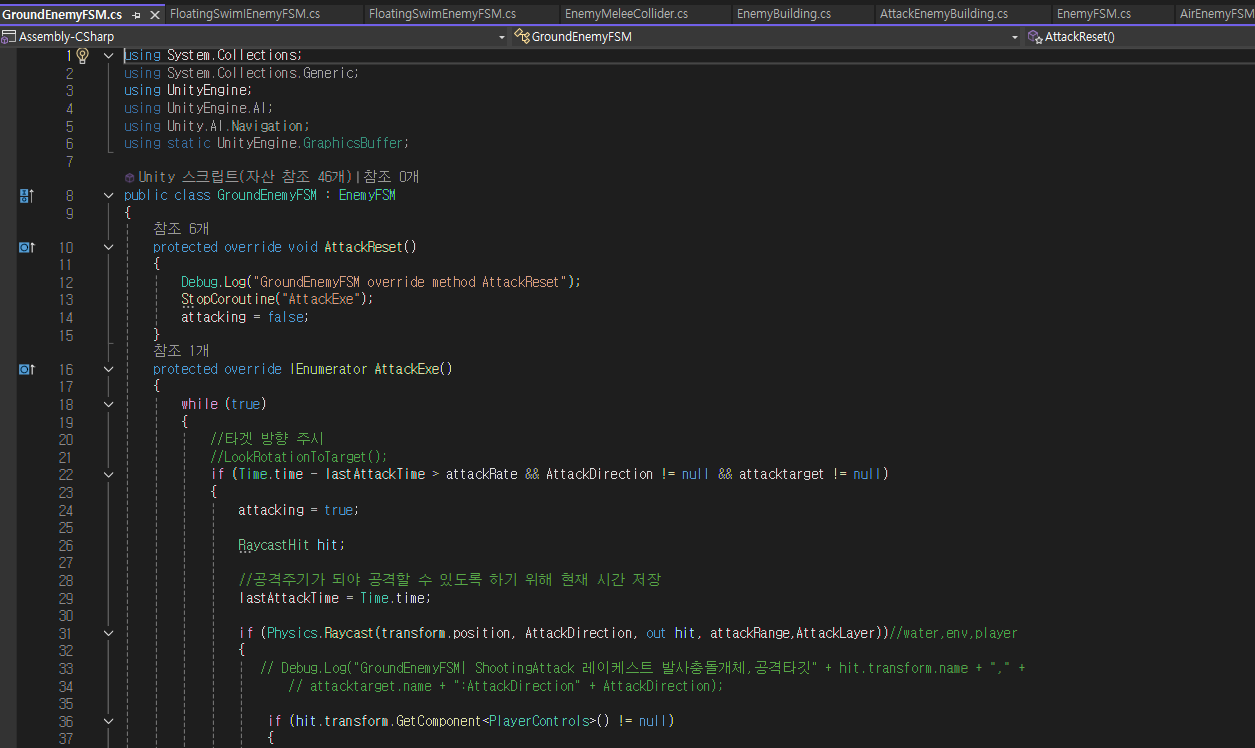 GroundEnemyFSM.cs FloatingSwimIEnemyFSM.cs FloatingSwimEnemyFSM.cs EnemyMeleeCollider.cs EnemyBuilding.cs AttackEnemyBuilding.cs EnemyFSM.cs AirEnemyFSM
Assembly-CSharp GroundEnemyFSM AttackReset()
1 using System.Collections;
2 using System.Collections.Generic;
3 using UnityEngine;
4 using UnityEngine.AI;
5 using Unity.AI.Navigation;
6 using static UnityEngine.GraphicsBuffer;
7
Unity 스크립트(자산 참조 46개)|참조 0개
8 public class GroundEnemyFSM : EnemyFSM
9 {
참조 6개
10 protected override void AttackReset()
11 {
12 Debug.Log("GroundEnemyFSM override method AttackReset");
13 StopCoroutine("AttackExe");
14 attacking = false;
15 }
참조 1개
16 protected override IEnumerator AttackExe()
17 {
18 while (true)
19 {
20 //타겟 방향 주시
21 //LookRotationToTarget();
22 if (Time.time - lastAttackTime > attackRate && AttackDirection != null && attacktarget != null)
23 {
24 attacking = true;
25
26 RaycastHit hit;
27
28 //공격주기가 되야 공격할 수 있도록 하기 위해 현재 시간 저장
29 lastAttackTime = Time.time;
30
31 if (Physics.Raycast(transform.position, AttackDirection, out hit, attackRange,AttackLayer))//water,env,player
32 {
33 // Debug.Log("GroundEnemyFSM| ShootingAttack 레이케스트 발사충돌개체,공격타깃" + hit.transform.name + "," +
34 // attacktarget.name + ":AttackDirection" + AttackDirection);
35
36 if (hit.transform.GetComponent<PlayerControls>() != null)
37 {